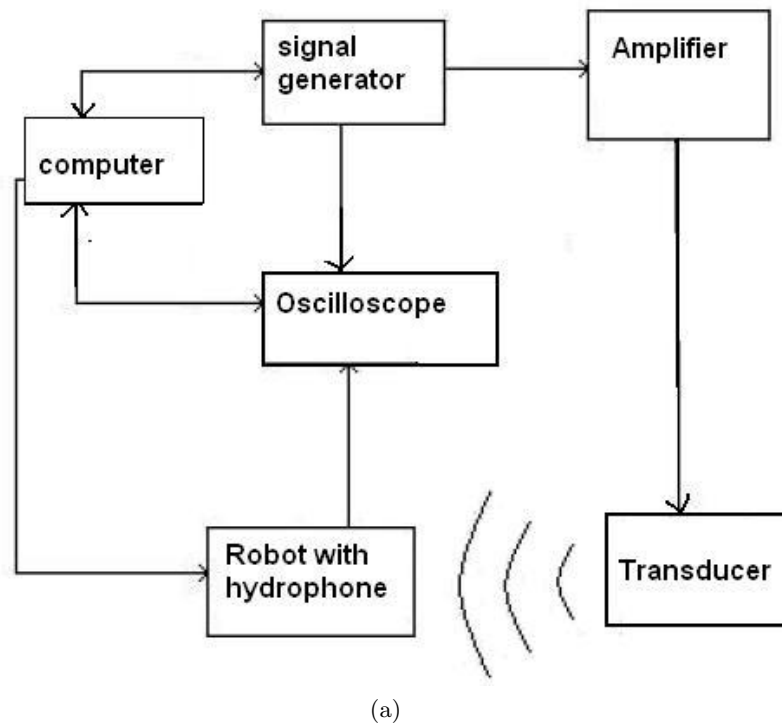 signal
generator
Amplifier
computer
Oscilloscope
Robot with
hydrophone
Transducer
(a)